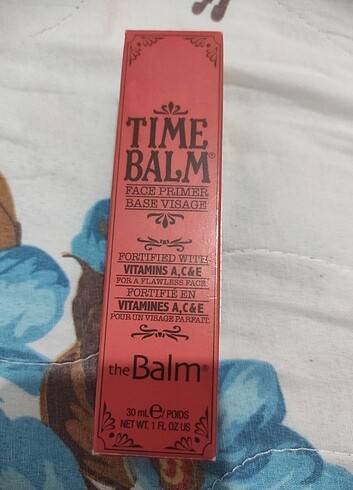 TIME
BALM®
FACE PRIMER
BASE VISAGE
FORTIFIED WITH
VITAMINS A,C&E
FOR A FLAWLESS FACE.
FORTIFIÉ EN
VITAMINES A,C&E
POUR UN VISAGE PARFAIT.
theBalm®
30 mL e / POIDS
NET WT. 1 FL OZ US